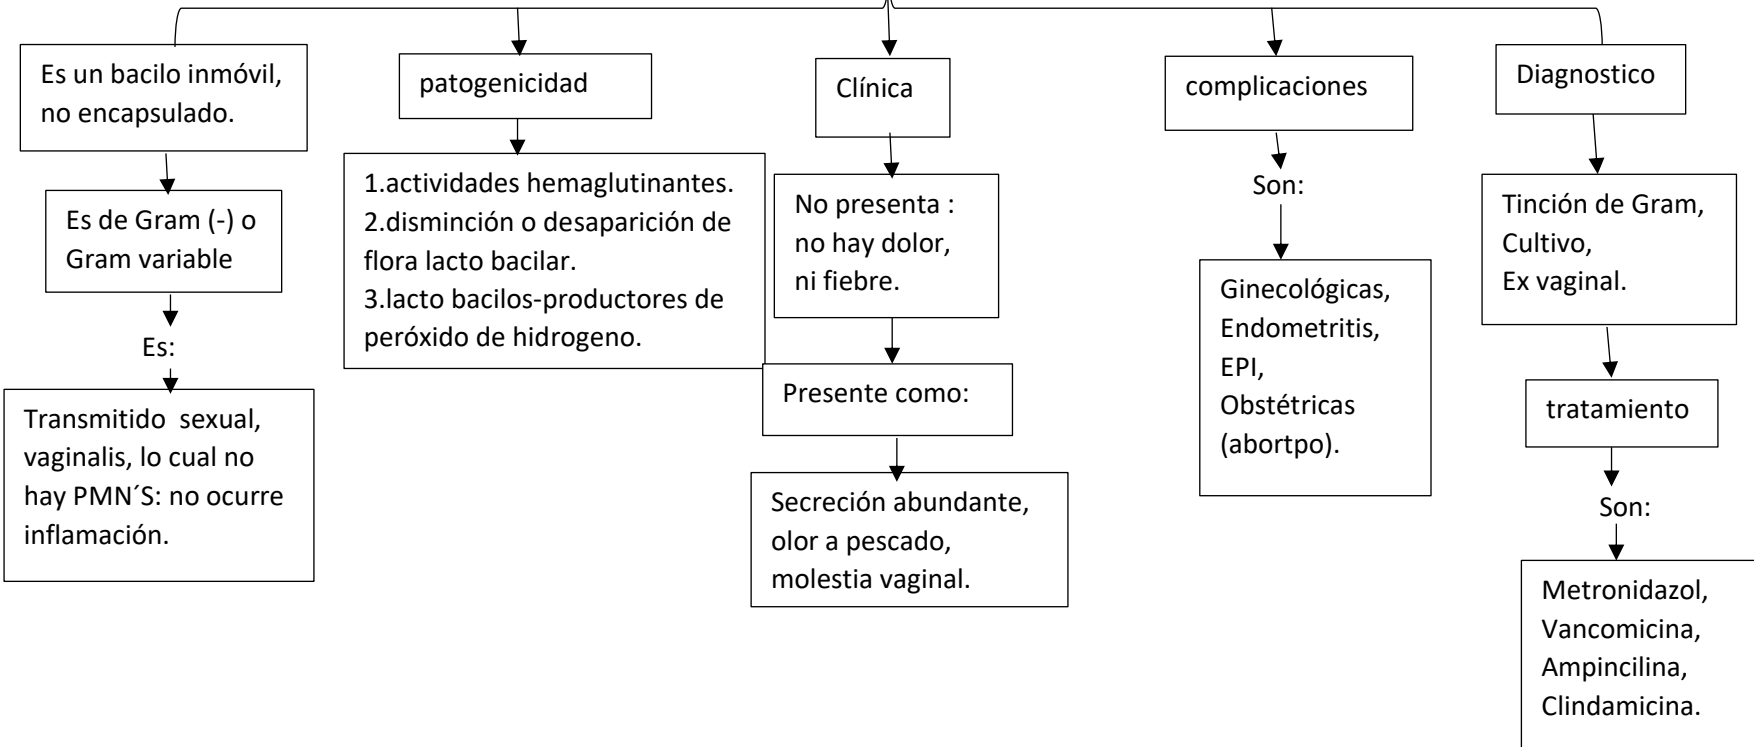 Es un bacilo inmóvil,
no encapsulado.
Es de Gram (-) o
Gram variable
Es:
Transmitido  sexual,
vaginalis, lo cual no
hay PMN´S: no ocurre
inflamación.
patogenicidad
1.actividades hemaglutinantes.
2.disminción o desaparición de
flora lacto bacilar.
3.lacto bacilos-productores de
peróxido de hidrogeno.
Clínica
No presenta :
no hay dolor,
ni fiebre.
Presente como:
Secreción abundante,
olor a pescado,
molestia vaginal.
complicaciones
Son:
Ginecológicas,
Endometritis,
EPI,
Obstétricas
(abortpo).
Diagnostico
Tinción de Gram,
Cultivo,
Ex vaginal.
tratamiento
Son:
Metronidazol,
Vancomicina,
Ampincilina,
Clindamicina.